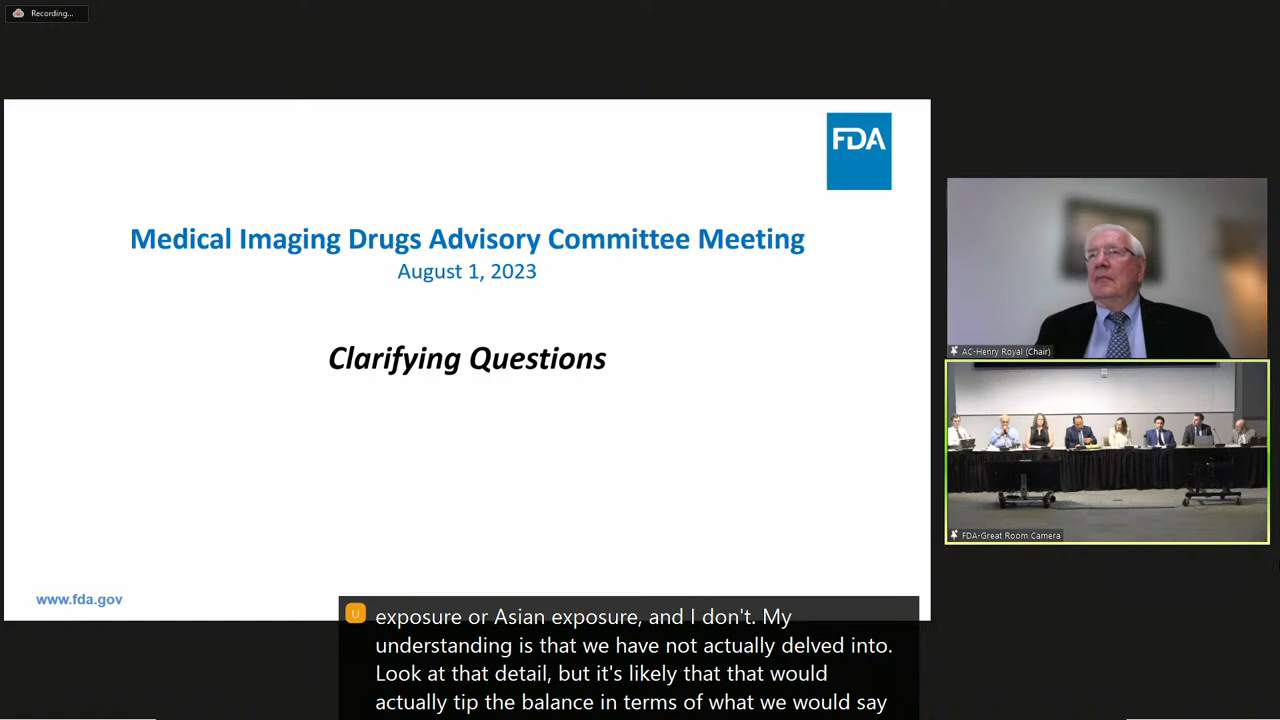 Recording...
FDA
Medical Imaging Drugs Advisory Committee Meeting
August 1, 2023
Clarifying Questions
AC-Henry Royal (Chair)
FDA-Great Room Camera
www.fda.gov
U
exposure or Asian exposure, and I don't. My
understanding is that we have not actually delved into.
Look at that detail, but it's likely that that would
actually tip the balance in terms of what we would say